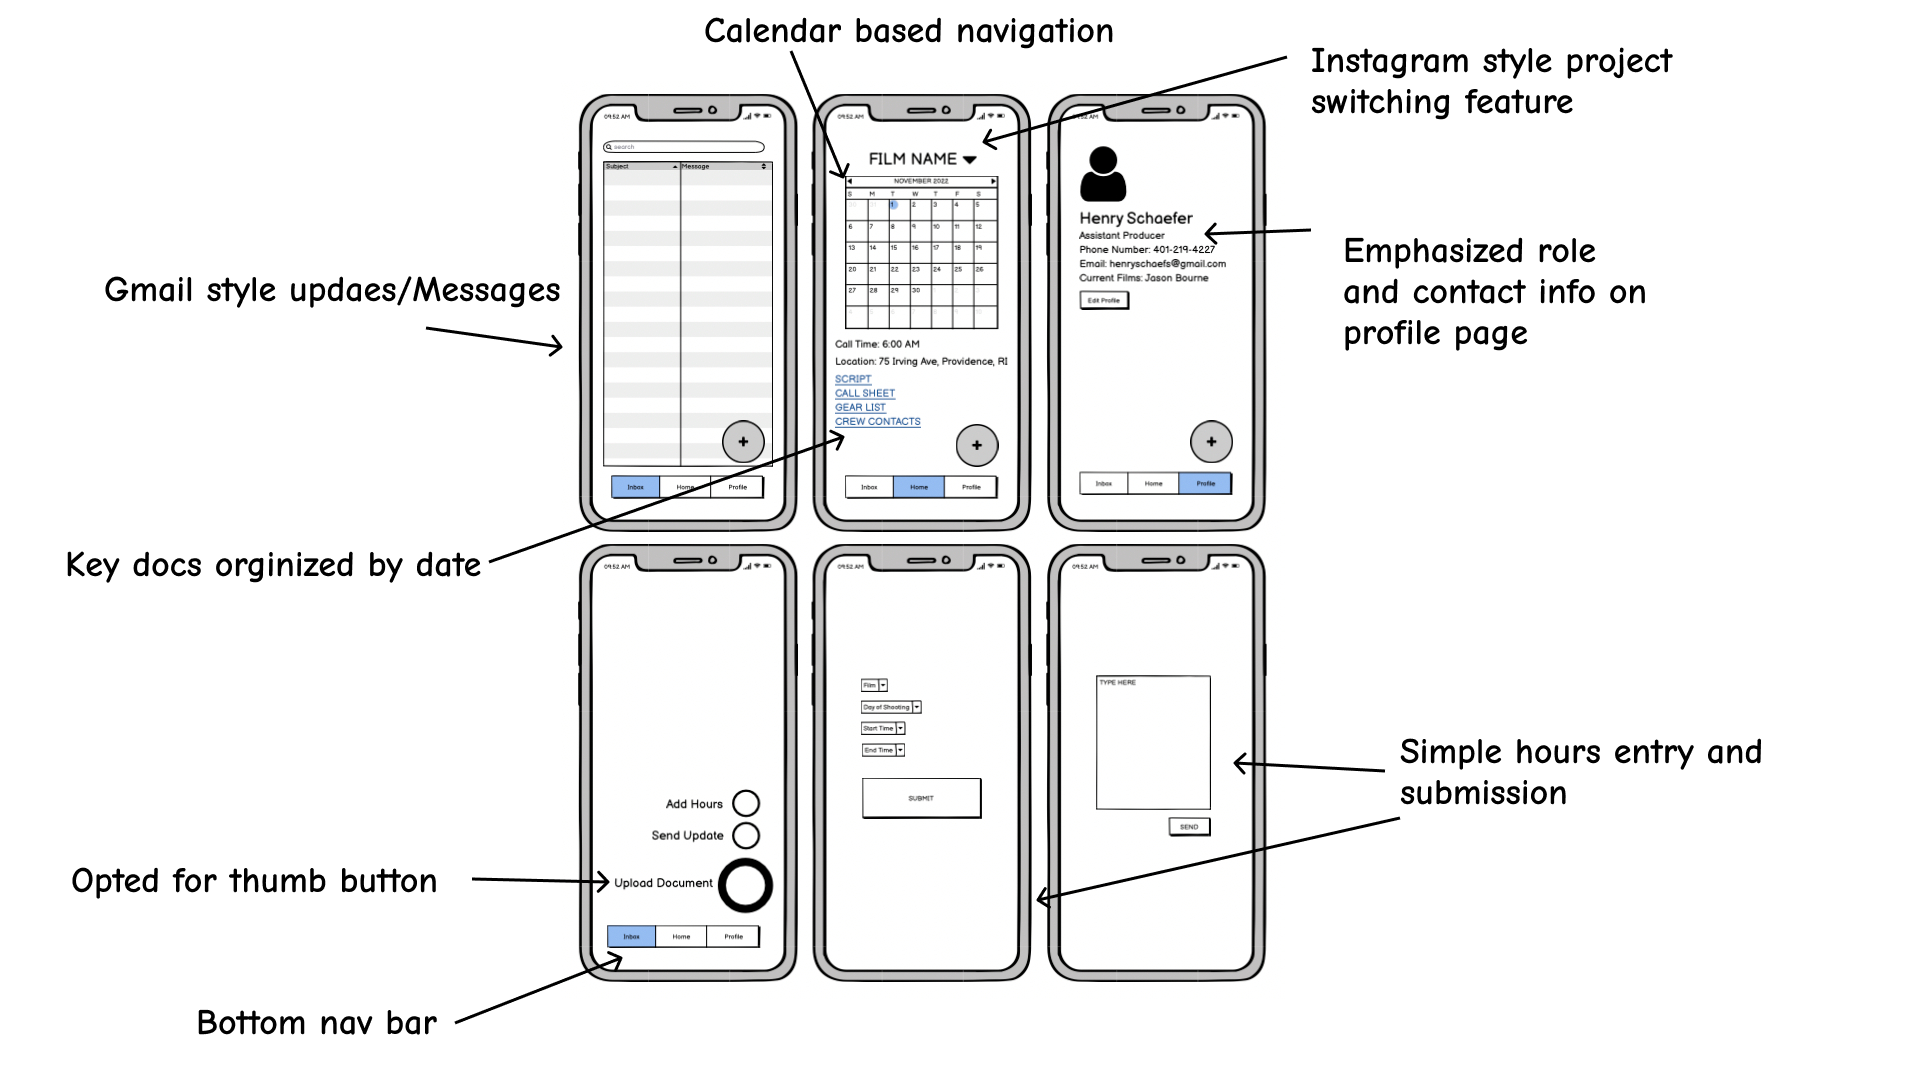 Calendar based navigation
Instagram style project
switching feature
Gmail style updaes/Messages
Emphasized role
and contact info on
profile page
Key docs orginized by date
Opted for thumb button
Bottom nav bar
Simple hours entry and
submission
09:52 AM
search
Subject Message
+
Inbox Home Profile
09:52 AM
FILM NAME
NOVEMBER 2022
S M T W T F S
1 2 3 4 5
6 7 8 9 10 11 12
13 14 15 16 17 18 19
20 21 22 23 24 25 26
27 28 29 30
Call Time: 6:00 AM
Location: 75 Irving Ave, Providence, RI
SCRIPT
CALL SHEET
GEAR LIST
CREW CONTACTS
+
Inbox Home Profile
09:52 AM
Henry Schaefer
Assistant Producer
Phone Number: 401-219-4227
Email: henryschaefs@gmail.com
Current Films: Jason Bourne
Edit Profile
+
Inbox Home Profile
09:52 AM
Add Hours
Send Update
Upload Document
Inbox Home Profile
09:52 AM
Film
Day of Shooting
Start Time
End Time
SUBMIT
09:52 AM
TYPE HERE
SEND